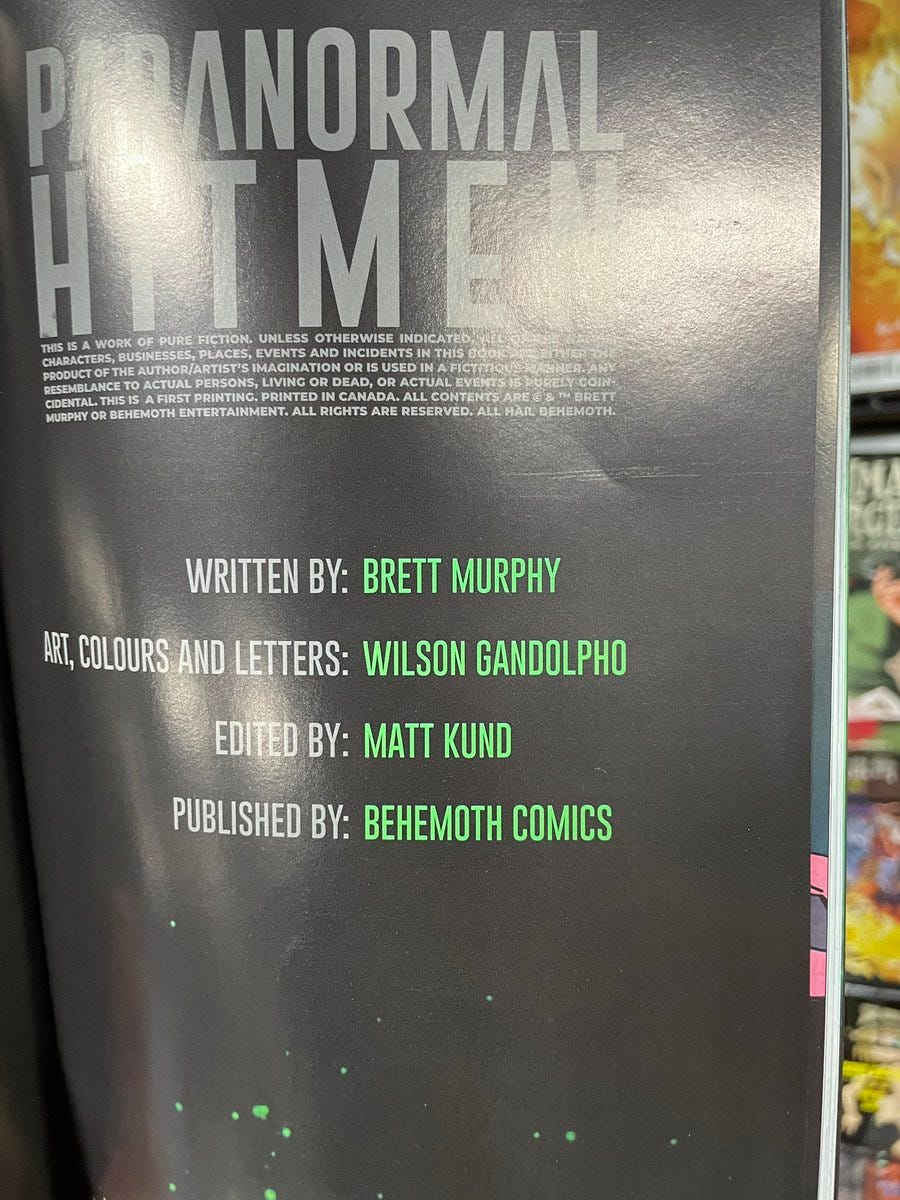 PARANORMAL
HITMEN
THIS IS A WORK OF PURE FICTION. UNLESS OTHERWISE INDICATED, ALL
CHARACTERS, BUSINESSES, PLACES, EVENTS AND INCIDENTS IN THIS BOOK ARE EITHER THE
PRODUCT OF THE AUTHOR/ARTIST'S IMAGINATION OR IS USED IN A FICTITIOUS MANNER. ANY
RESEMBLANCE TO ACTUAL PERSONS, LIVING OR DEAD, OR ACTUAL EVENTS IS PURELY COIN-
CIDENTAL. THIS IS A FIRST PRINTING. PRINTED IN CANADA. ALL CONTENTS ARE © & ™ BRETT
MURPHY OR BEHEMOTH ENTERTAINMENT. ALL RIGHTS ARE RESERVED. ALL HAIL BEHEMOTH.
WRITTEN BY: BRETT MURPHY
ART, COLOURS AND LETTERS: WILSON GANDOLPHO
EDITED BY: MATT KUND
PUBLISHED BY: BEHEMOTH COMICS